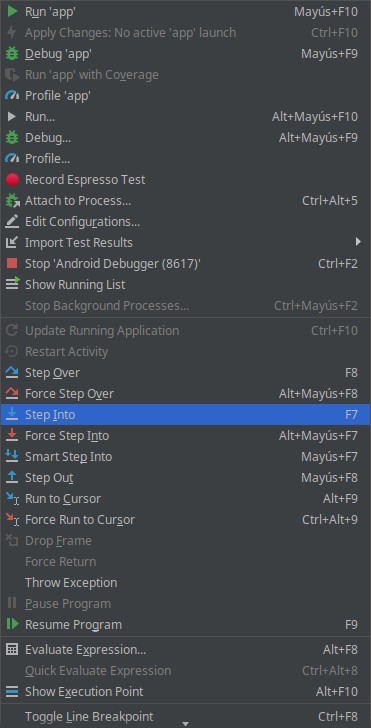 Run 'app' Mayús+F10
Apply Changes: No active 'app' launch Ctrl+F10
Debug 'app' Mayús+F9
Run 'app' with Coverage
Profile 'app'
Run... Alt+Mayús+F10
Debug... Alt+Mayús+F9
Profile...
Record Espresso Test
Attach to Process... Ctrl+Alt+5
Edit Configurations...
Import Test Results
Stop 'Android Debugger (8617)' Ctrl+F2
Show Running List
Stop Background Processes... Ctrl+Mayús+F2
Update Running Application Ctrl+F10
Restart Activity
Step Over F8
Force Step Over Alt+Mayús+F8
Step Into F7
Force Step Into Alt+Mayús+F7
Smart Step Into Mayús+F7
Step Out Mayús+F8
Run to Cursor Alt+F9
Force Run to Cursor Ctrl+Alt+9
Drop Frame
Force Return
Throw Exception
Pause Program
Resume Program F9
Evaluate Expression... Alt+F8
Quick Evaluate Expression Ctrl+Alt+8
Show Execution Point Alt+F10
Toggle Line Breakpoint Ctrl+F8